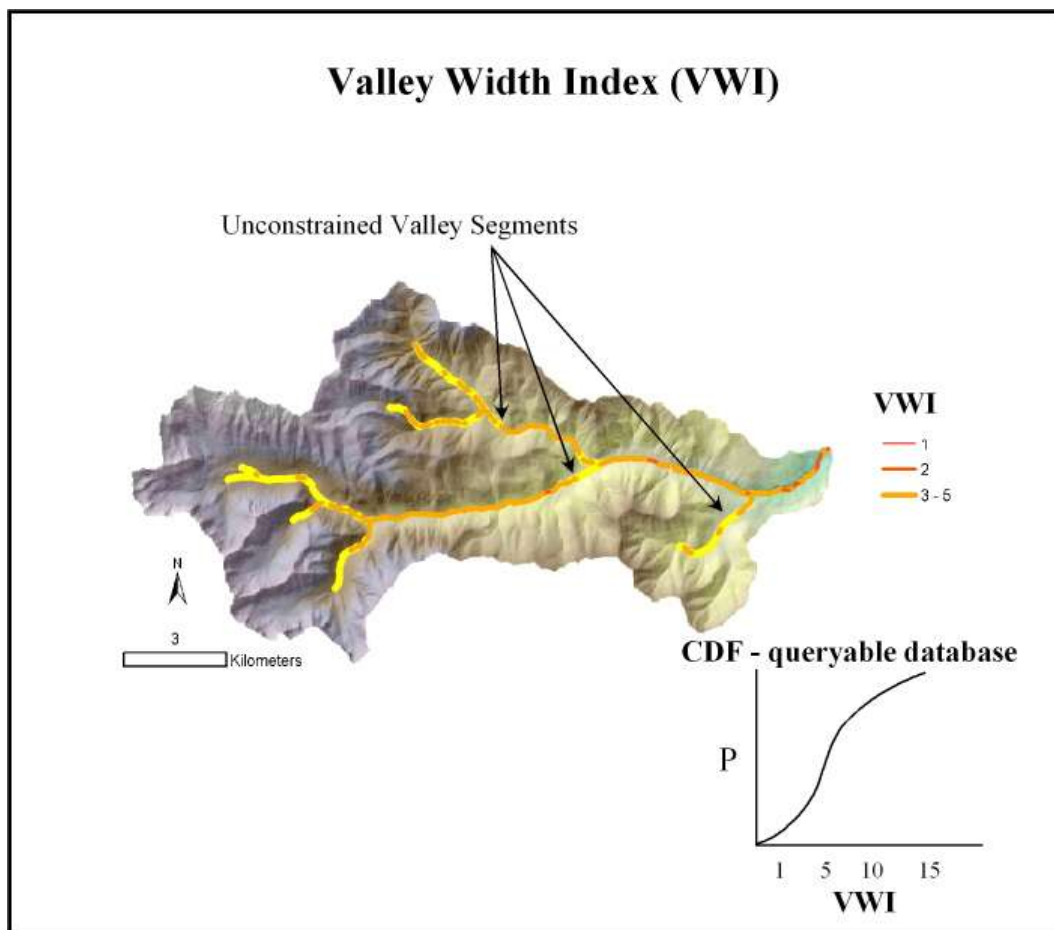 Valley Width Index (VWI)
Unconstrained Valley Segments
VWI
1
2
3 - 5
N
3
Kilometers
CDF - queryable database
P
1 5 10 15
VWI